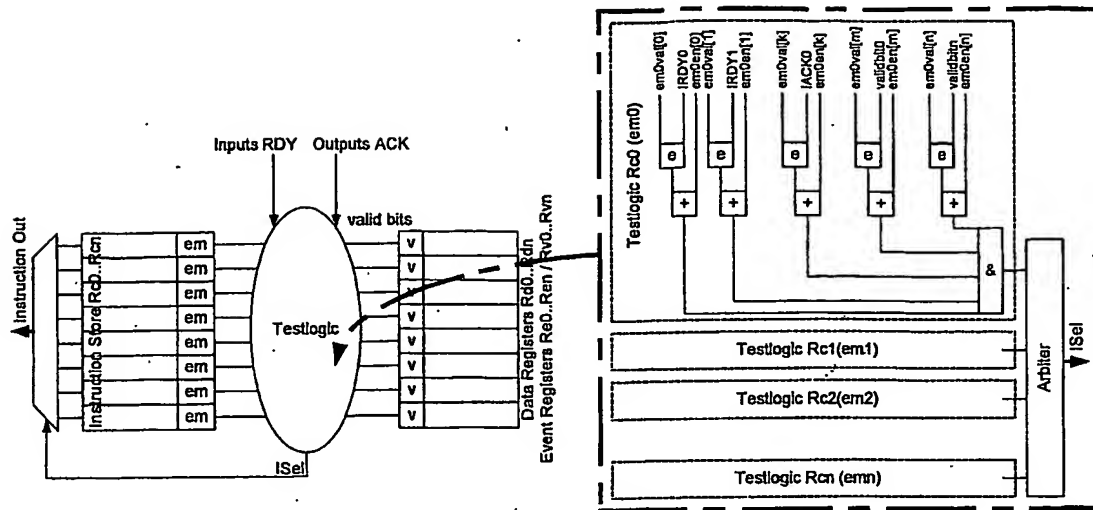 Inputs RDY
Outputs ACK
valid bits
Instruction Out
Instruction Store Rc0..Rcn
em
em
em
em
em
em
em
em
Testlogic
v
v
v
v
v
v
v
v
Data Registers Rd0...Rdn
Event Registers Re0..Ren / Rv0..Rvn
ISel
Testlogic Rc0 (em0)
em0val[0]
IRDY0
em0en[0]
em0val[1]
IRDY1
em0en[1]
em0val[k]
IACK0
em0en[k]
em0val[m]
validbit0
em0en[m]
em0val[n]
validbitn
em0en[n]
e
e
e
e
e
+
+
+
+
+
&
Testlogic Rc1(em1)
Testlogic Rc2(em2)
Testlogic Rcn (emn)
Arbiter
ISel